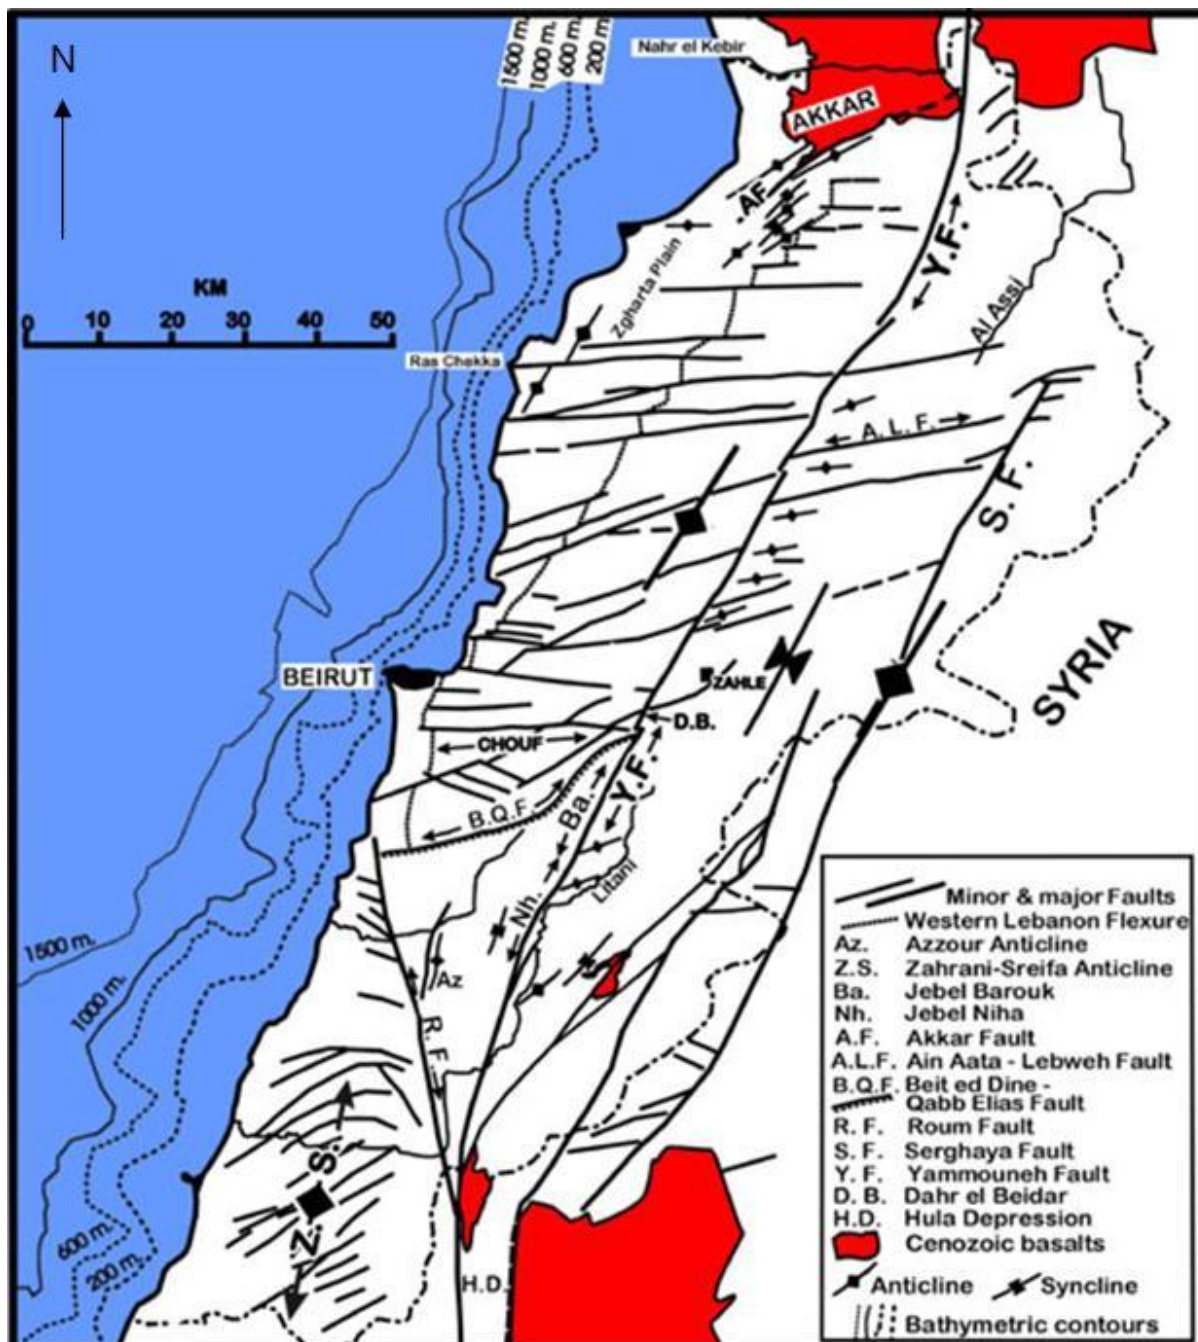 N
1500 m.
1000 m.
600 m.
200 m.
Nahr el Kebir
AKKAR
AF
Y.F.
Zgharta Plain
Al Assi
KM
0 10 20 30 40 50
Ras Chekka
A. L. F.
S. F.
SYRIA
BEIRUT
ZAHLE
D.B.
CHOUF
B.Q.F.
Ba.
Y.F.
Litani
Nh.
Az
R. F.
1500 m.
1000 m.
600 m.
200 m.
Z. S.
H.D.
Minor & major Faults
Western Lebanon Flexure
Az. Azzour Anticline
Z.S. Zahrani-Sreifa Anticline
Ba. Jebel Barouk
Nh. Jebel Niha
A.F. Akkar Fault
A.L.F. Ain Aata - Lebweh Fault
B.Q.F. Beit ed Dine -
Qabb Elias Fault
R. F. Roum Fault
S. F. Serghaya Fault
Y. F. Yammouneh Fault
D. B. Dahr el Beidar
H.D. Hula Depression
Cenozoic basalts
Anticline Syncline
Bathymetric contours